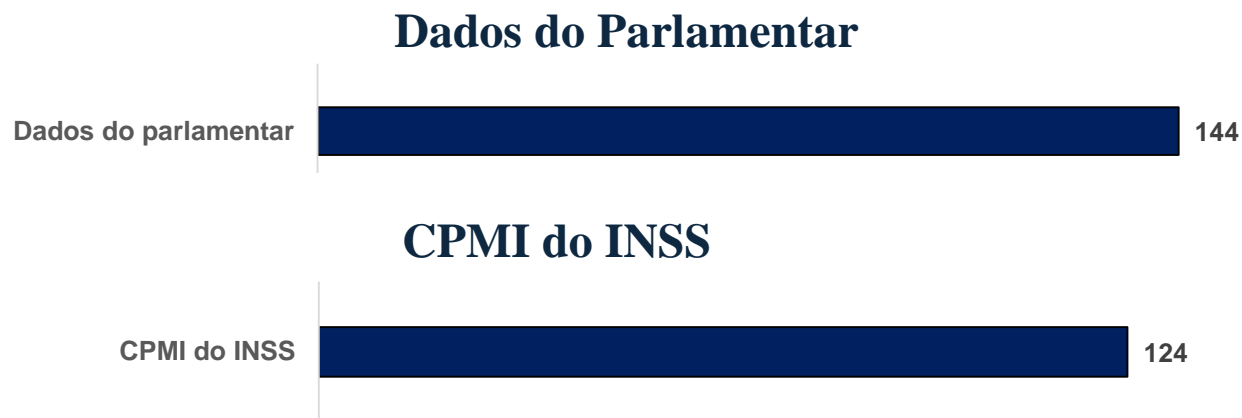 Dados do Parlamentar
Dados do parlamentar 144
CPMI do INSS
CPMI do INSS 124